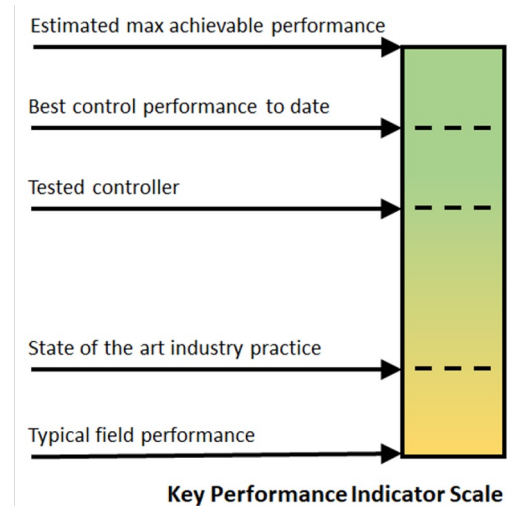 Estimated max achievable performance
Best control performance to date
Tested controller
State of the art industry practice
Typical field performance
Key Performance Indicator Scale